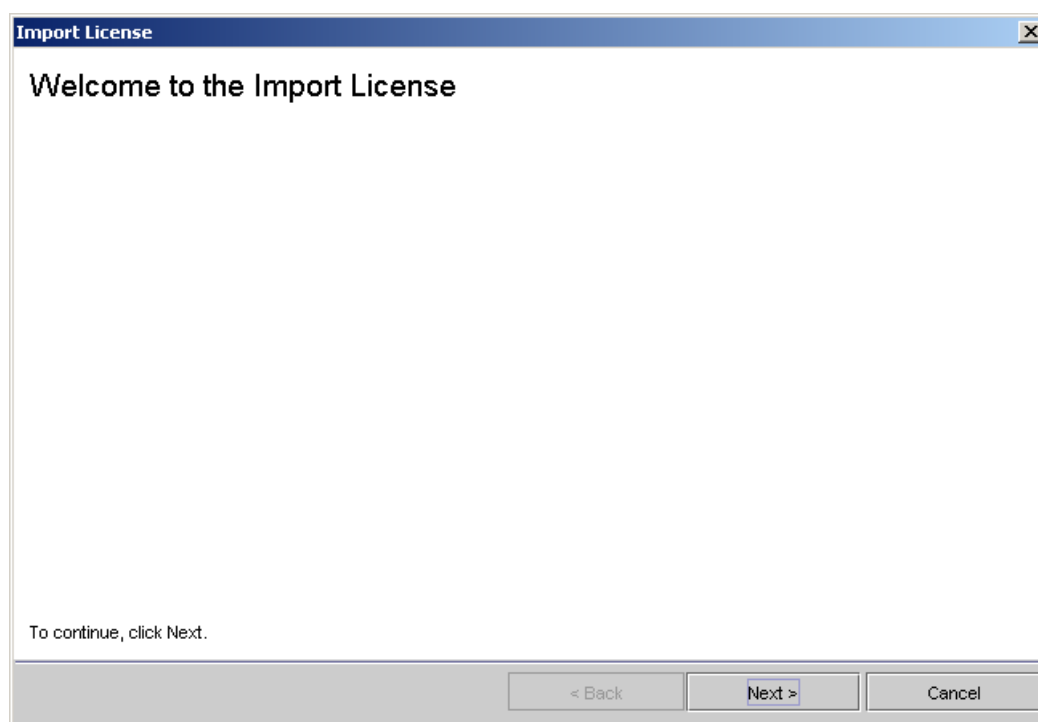 Import License
Welcome to the Import License
To continue, click Next.
< Back
Next >
Cancel